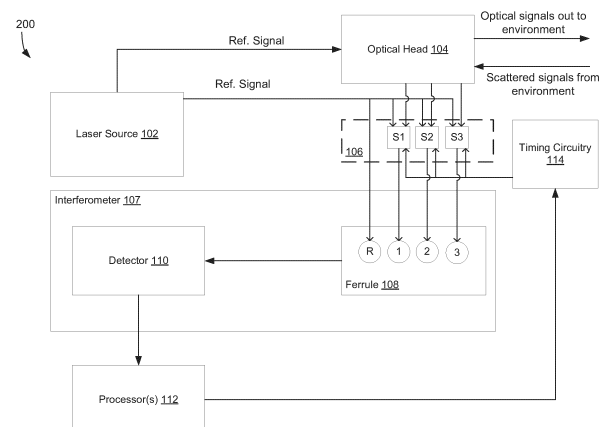 200
Ref. Signal
Optical Head 104
Optical signals out to
environment
Scattered signals from
environment
Ref. Signal
Laser Source 102
106
S1
S2
S3
Timing Circuitry
114
Interferometer 107
Detector 110
R
1
2
3
Ferrule 108
Processor(s) 112